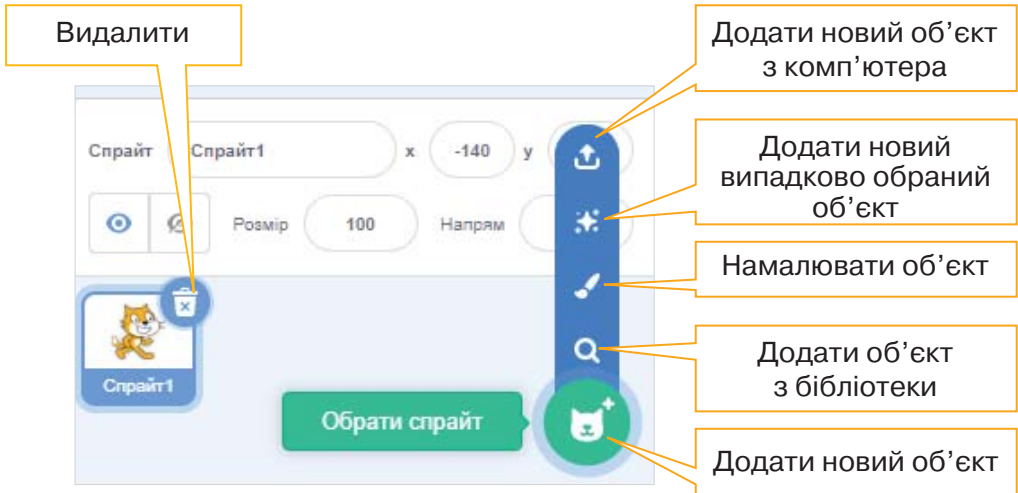 Видалити
Додати новий об’єкт
з комп’ютера
Спрайт Спрайт1 x -140 y
Додати новий
випадково обраний
об’єкт
Розмір 100 Напрям
Намалювати об’єкт
Додати об’єкт
з бібліотеки
Спрайт1
Обрати спрайт
Додати новий об’єкт